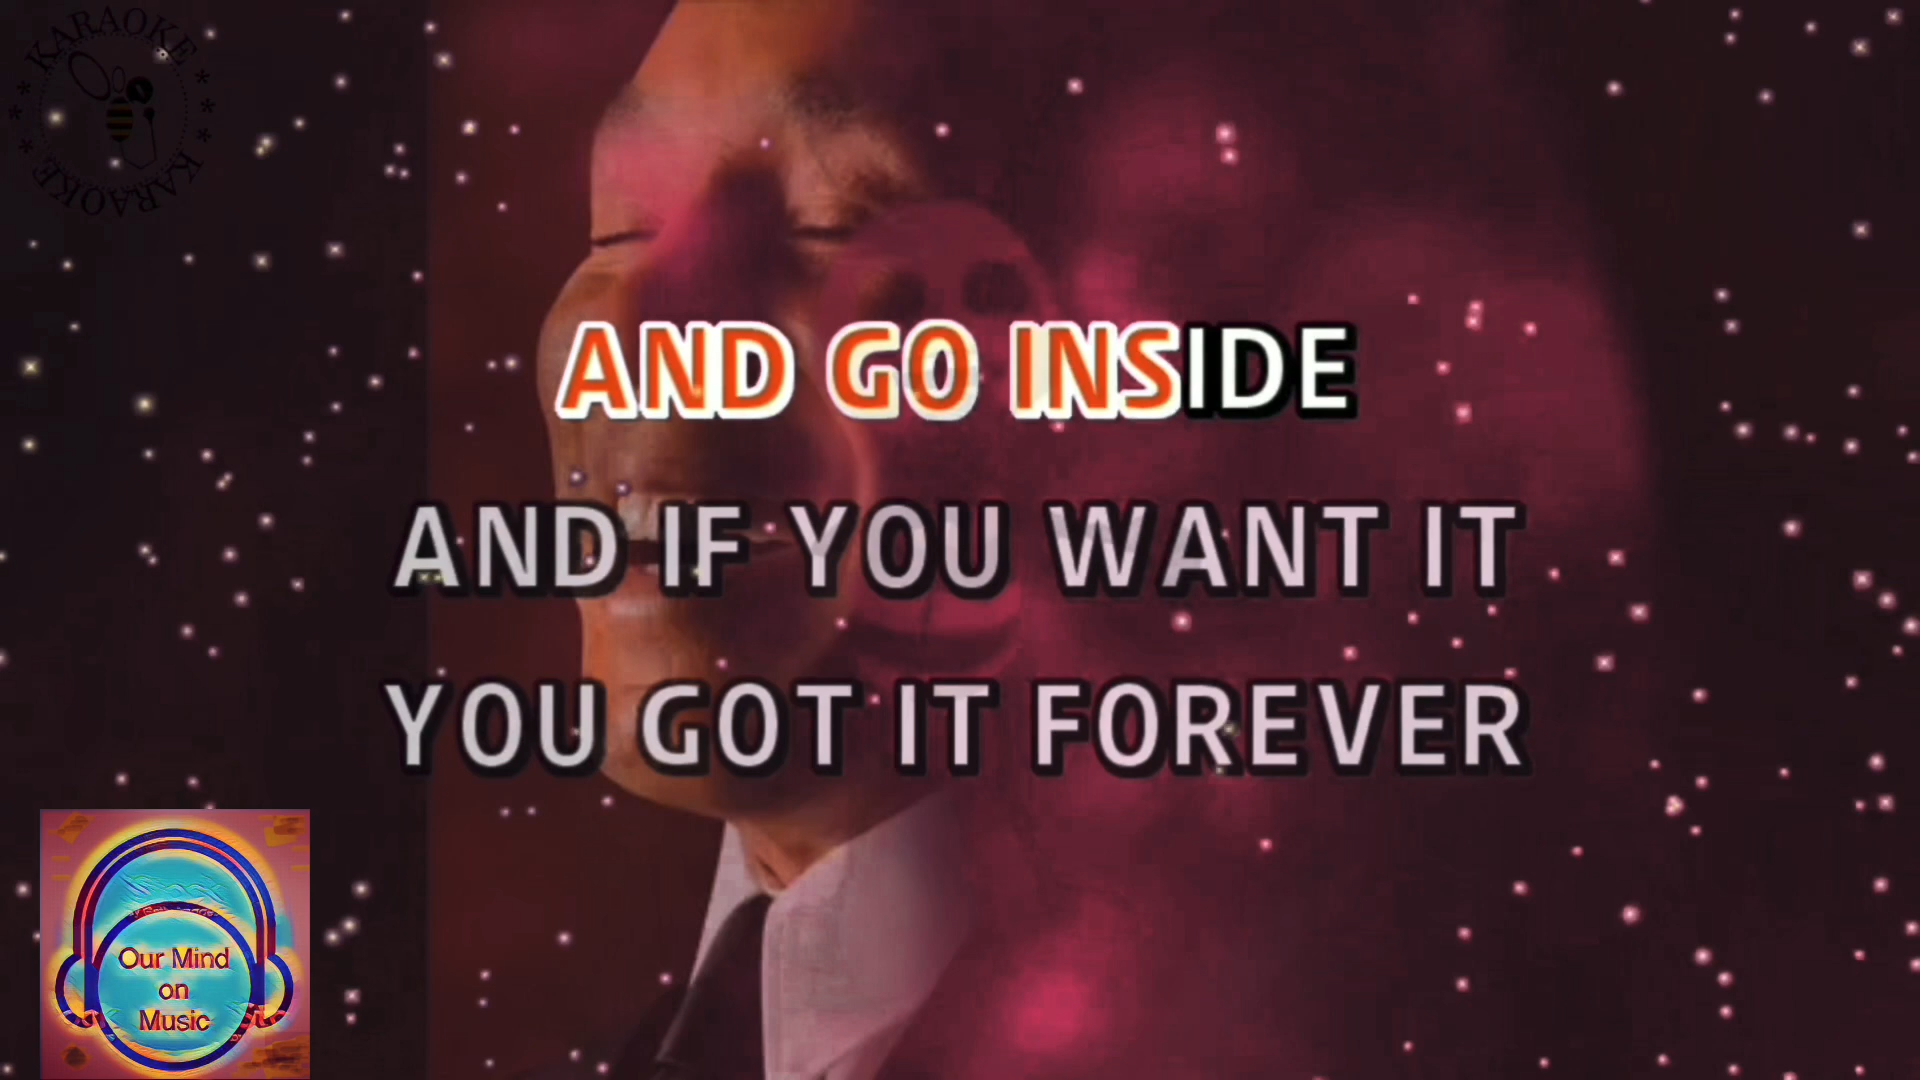 KARAOKE
KARAOKE
AND GO INSIDE
AND IF YOU WANT IT
YOU GOT IT FOREVER
Our Mind
on
Music